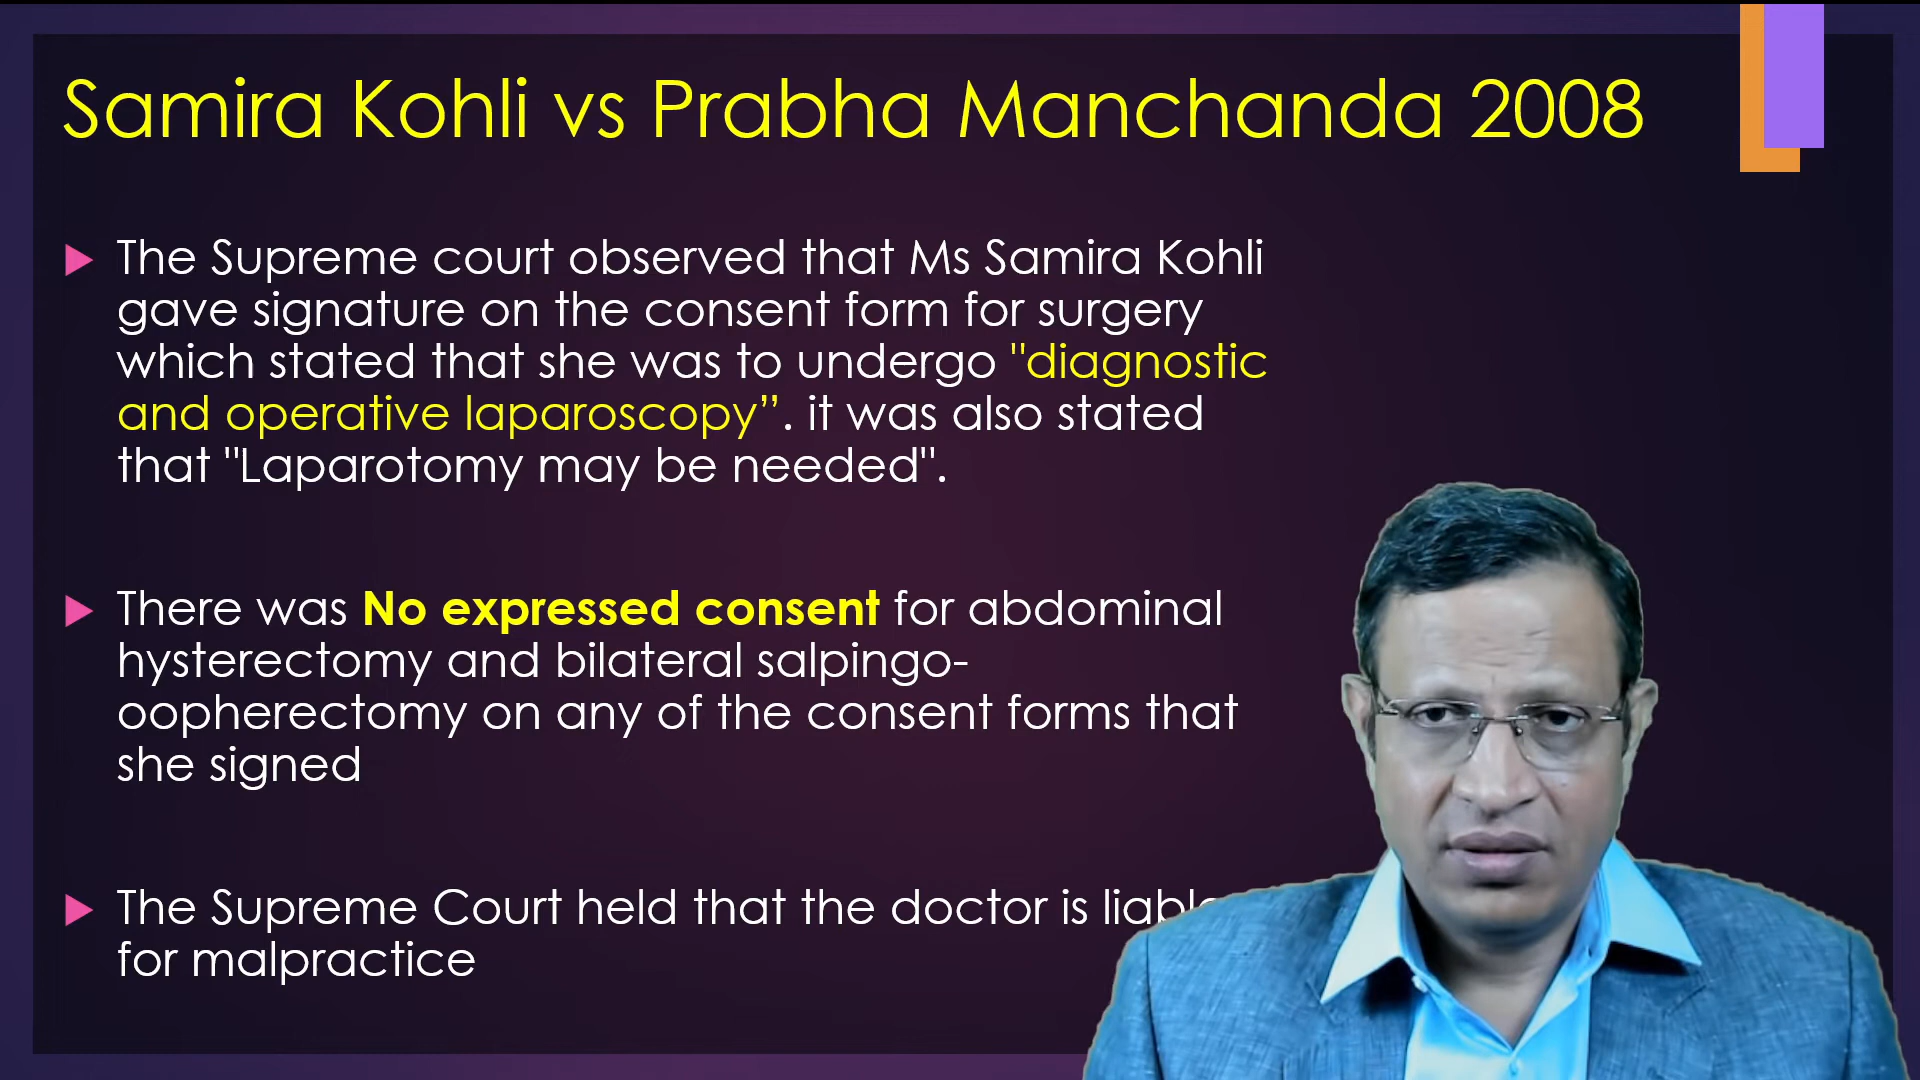 Samira Kohli vs Prabha Manchanda 2008
The Supreme court observed that Ms Samira Kohli
gave signature on the consent form for surgery
which stated that she was to undergo "diagnostic
and operative laparoscopy”. it was also stated
that "Laparotomy may be needed".
There was No expressed consent for abdominal
hysterectomy and bilateral salpingo-
oopherectomy on any of the consent forms that
she signed
The Supreme Court held that the doctor is liable
for malpractice